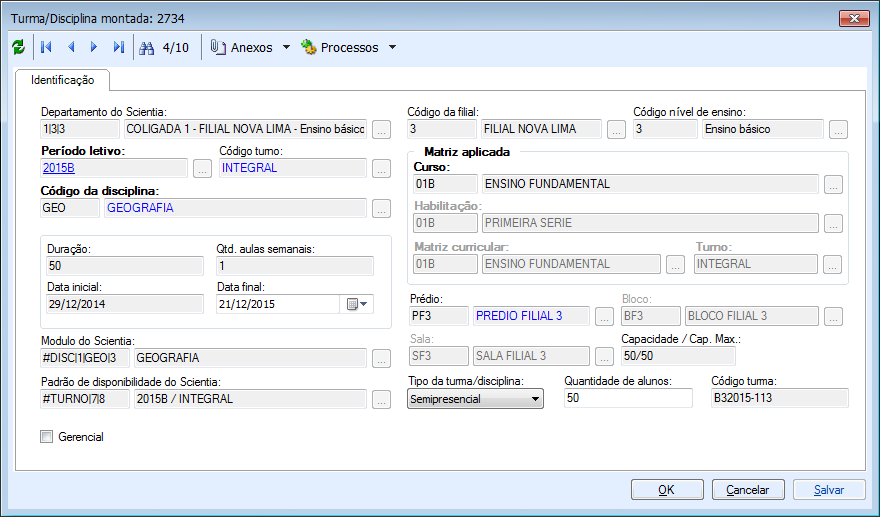 Turma/Disciplina montada: 2734
4/10 Anexos Processos
Identificação
Departamento do Scientia:
1|3|3 COLIGADA 1 - FILIAL NOVA LIMA - Ensino básico ...
Código da filial: Código nível de ensino:
3 FILIAL NOVA LIMA ... 3 Ensino básico ...
Período letivo: Código turno:
2015B ... INTEGRAL ...
Código da disciplina:
GEO GEOGRAFIA ...
Matriz aplicada
Curso:
01B ENSINO FUNDAMENTAL ...
Habilitação:
01B PRIMEIRA SERIE ...
Matriz curricular: Turno:
01B ENSINO FUNDAMENTAL ... INTEGRAL ...
Duração: Qtd. aulas semanais:
50 1
Data inicial: Data final:
29/12/2014 21/12/2015
Modulo do Scientia:
#DISC|1|GEO|3 GEOGRAFIA ...
Padrão de disponibilidade do Scientia:
#TURNO|7|8 2015B / INTEGRAL ...
Prédio: Bloco:
PF3 PREDIO FILIAL 3 ... BF3 BLOCO FILIAL 3 ...
Sala: Capacidade / Cap. Max.:
SF3 SALA FILIAL 3 ... 50/50
Tipo da turma/disciplina: Quantidade de alunos: Código turma:
Semipresencial 50 B32015-113
Gerencial
OK Cancelar Salvar